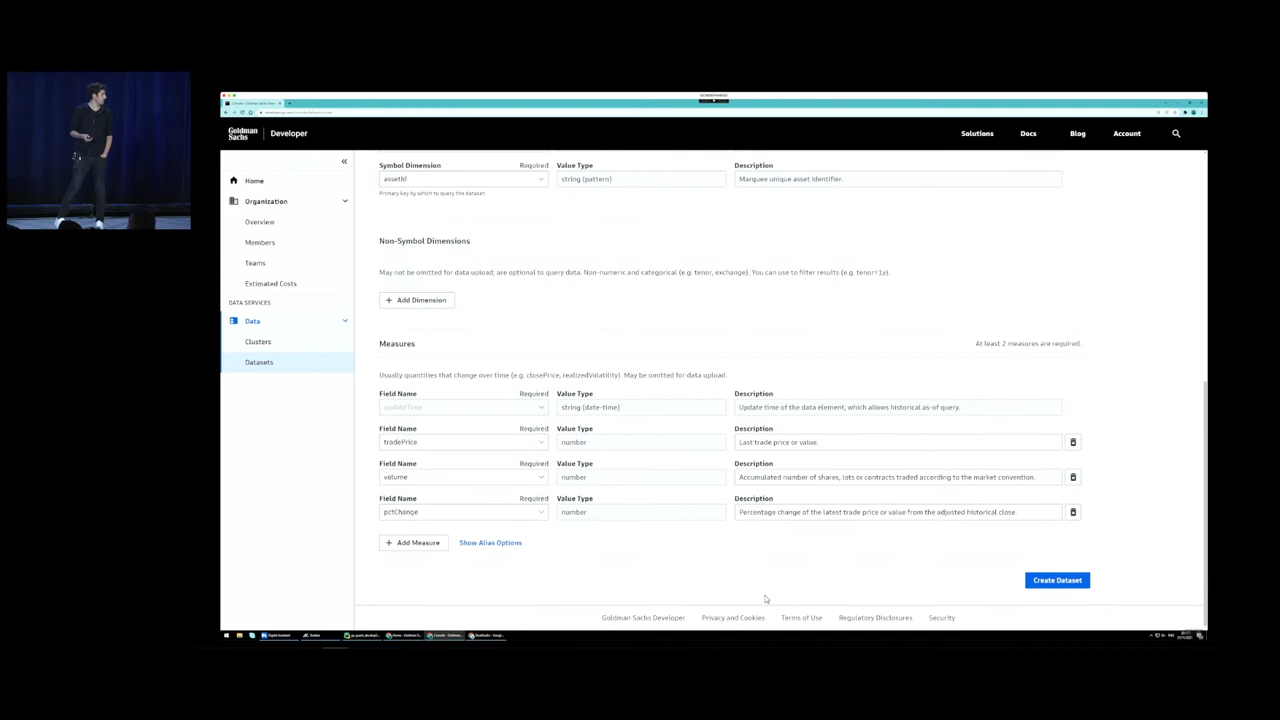 Goldman Sachs Developer
Solutions Docs Blog Account
Home
Organization
Overview
Members
Teams
Estimated Costs
DATA SERVICES
Data
Clusters
Datasets
Symbol Dimension Required Value Type Description
assetId string (pattern) Marquee unique asset identifier.
Primary key by which to query the dataset.
Non-Symbol Dimensions
May not be omitted for data upload, are optional to query data. Non-numeric and categorical (e.g. tenor, exchange). You can use to filter results (e.g. tenor=1y).
+ Add Dimension
Measures At least 2 measures are required.
Usually quantities that change over time (e.g. closePrice, realizedVolatility). May be omitted for data upload.
Field Name Required Value Type Description
updateTime string (date-time) Update time of the data element, which allows historical as-of query.
Field Name Required Value Type Description
tradePrice number Last trade price or value.
Field Name Required Value Type Description
volume number Accumulated number of shares, lots or contracts traded according to the market convention.
Field Name Required Value Type Description
pctChange number Percentage change of the latest trade price or value from the adjusted historical close.
+ Add Measure Show Alias Options
Create Dataset
Goldman Sachs Developer Privacy and Cookies Terms of Use Regulatory Disclosures Security